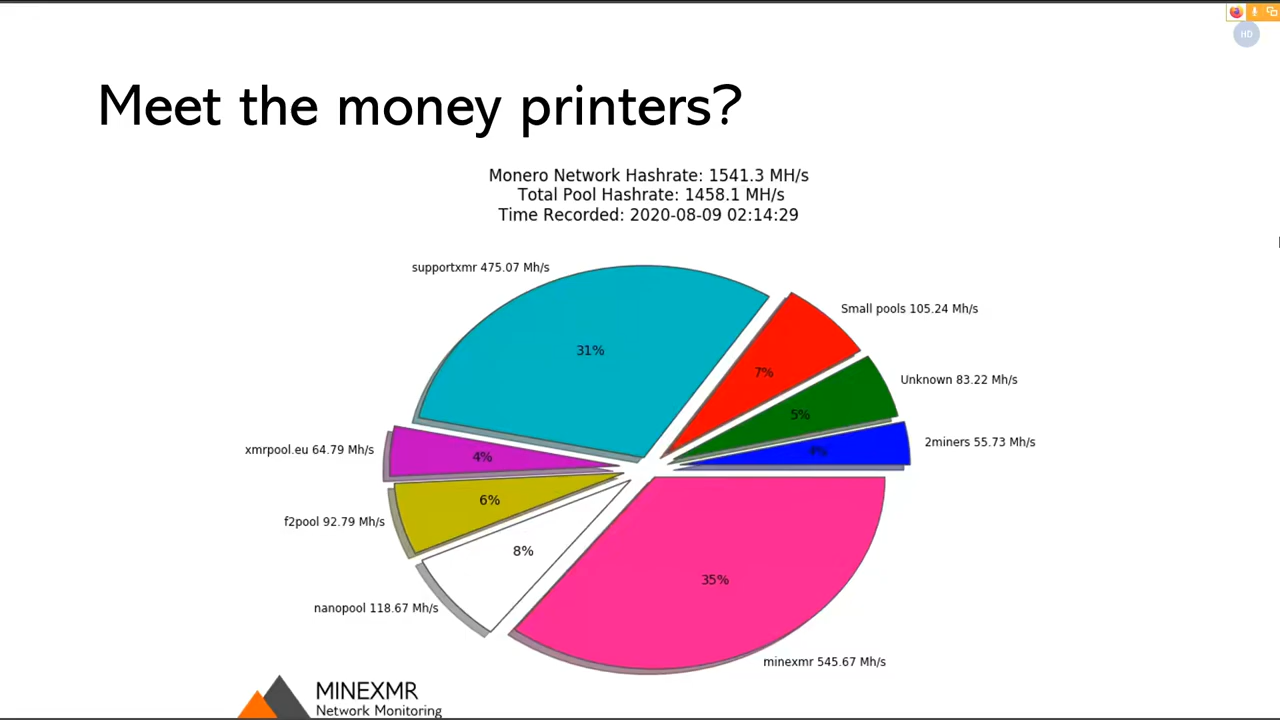 HD
Meet the money printers?
Monero Network Hashrate: 1541.3 MH/s
Total Pool Hashrate: 1458.1 MH/s
Time Recorded: 2020-08-09 02:14:29
supportxmr 475.07 Mh/s
Small pools 105.24 Mh/s
31%
7%
Unknown 83.22 Mh/s
5%
2miners 55.73 Mh/s
xmrpool.eu 64.79 Mh/s
4%
4%
f2pool 92.79 Mh/s
6%
8%
35%
nanopool 118.67 Mh/s
minexmr 545.67 Mh/s
MINEXMR
Network Monitoring